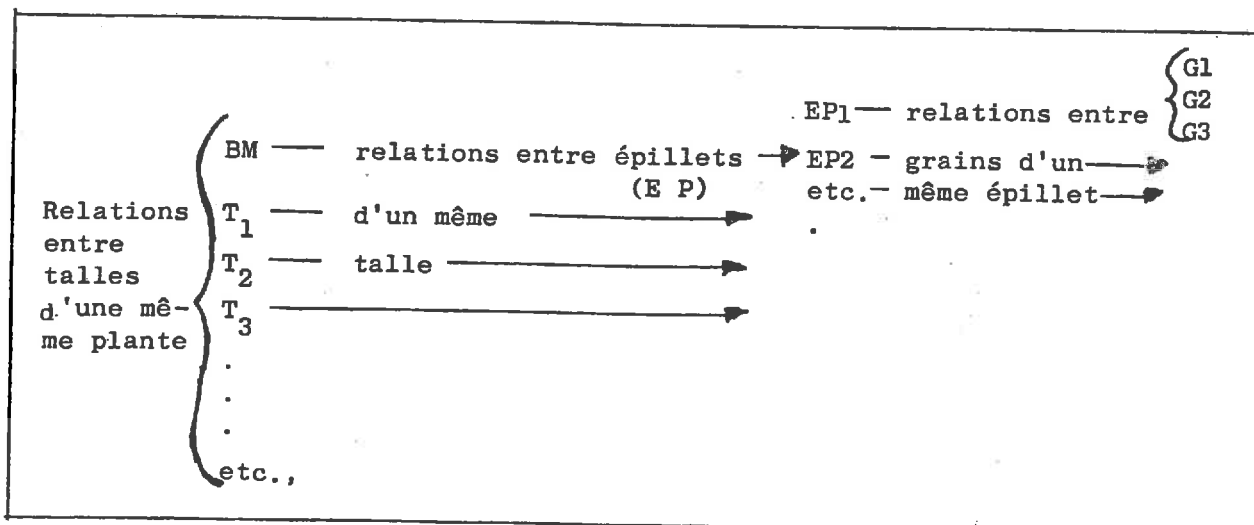 G1
EP1 — relations entre G2
G3
BM — relations entre épillets EP2 - grains d'un
(E P) etc.- même épillet
Relations T1 — d'un même .
entre
talles T2 — talle
d'une mê- T3
me plante
.
.
.
etc.,